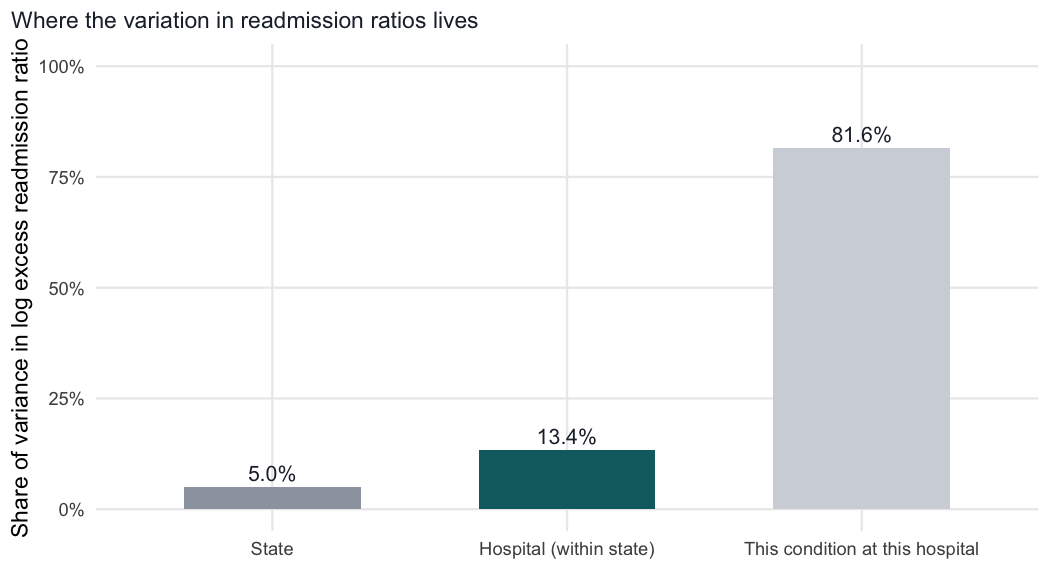 Where the variation in readmission ratios lives
Share of variance in log excess readmission ratio
100%
75%
50%
25%
0%
5.0%
13.4%
81.6%
State
Hospital (within state)
This condition at this hospital